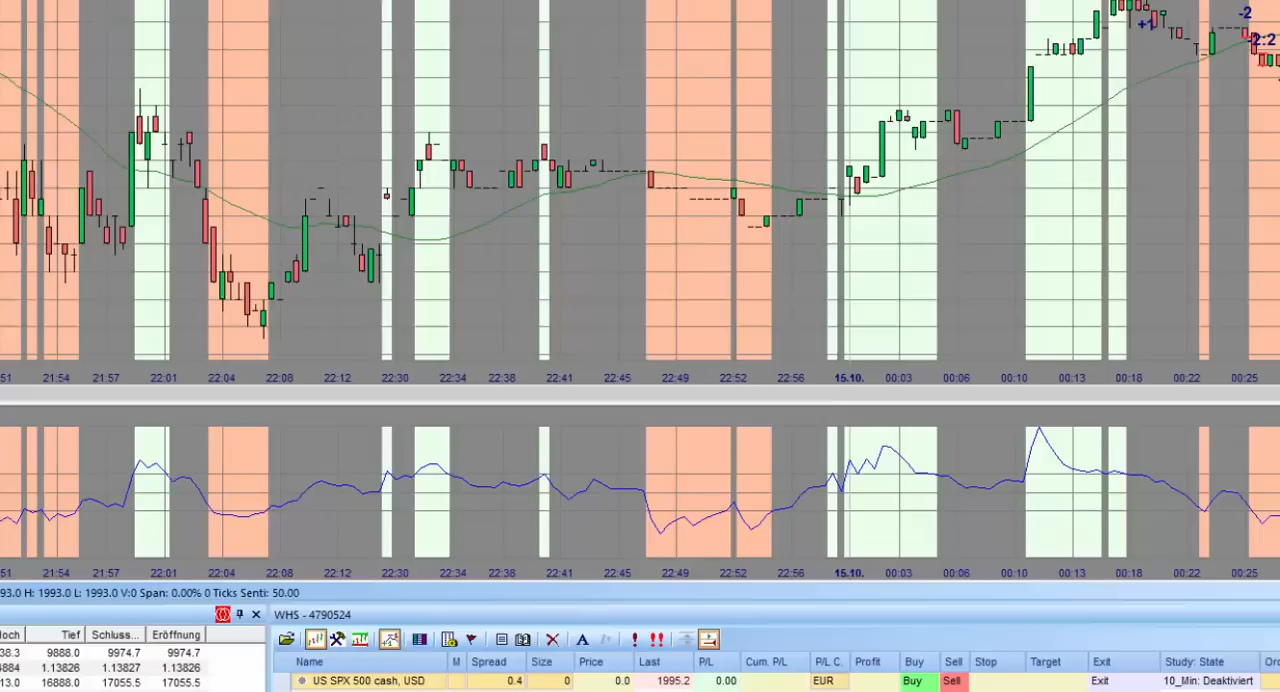 -2
+1
-2:2
51 21:54 21:57 22:01 22:04 22:08 22:12 22:30 22:34 22:38 22:41 22:45 22:49 22:52 22:56 15.10. 00:03 00:06 00:10 00:13 00:18 00:22 00:25
51 21:54 21:57 22:01 22:04 22:08 22:12 22:30 22:34 22:38 22:41 22:45 22:49 22:52 22:56 15.10. 00:03 00:06 00:10 00:13 00:18 00:22 00:25
93.0 H: 1993.0 L: 1993.0 V:0 Span: 0.00% 0 Ticks Senti: 50.00
WHS - 4790524
loch Tief Schluss... Eröffnung
38.3 9888.0 9974.7 9974.7
4884 1.13826 1.13827 1.13826
13.0 16888.0 17055.5 17055.5
Name M Spread Size Price Last P/L Cum. P/L P/L C. Profit Buy Sell Stop Target Exit Study: State Ord
US SPX 500 cash, USD 0.4 0 0.0 1995.2 0.00 EUR Buy Sell Exit 10_Min: Deaktiviert